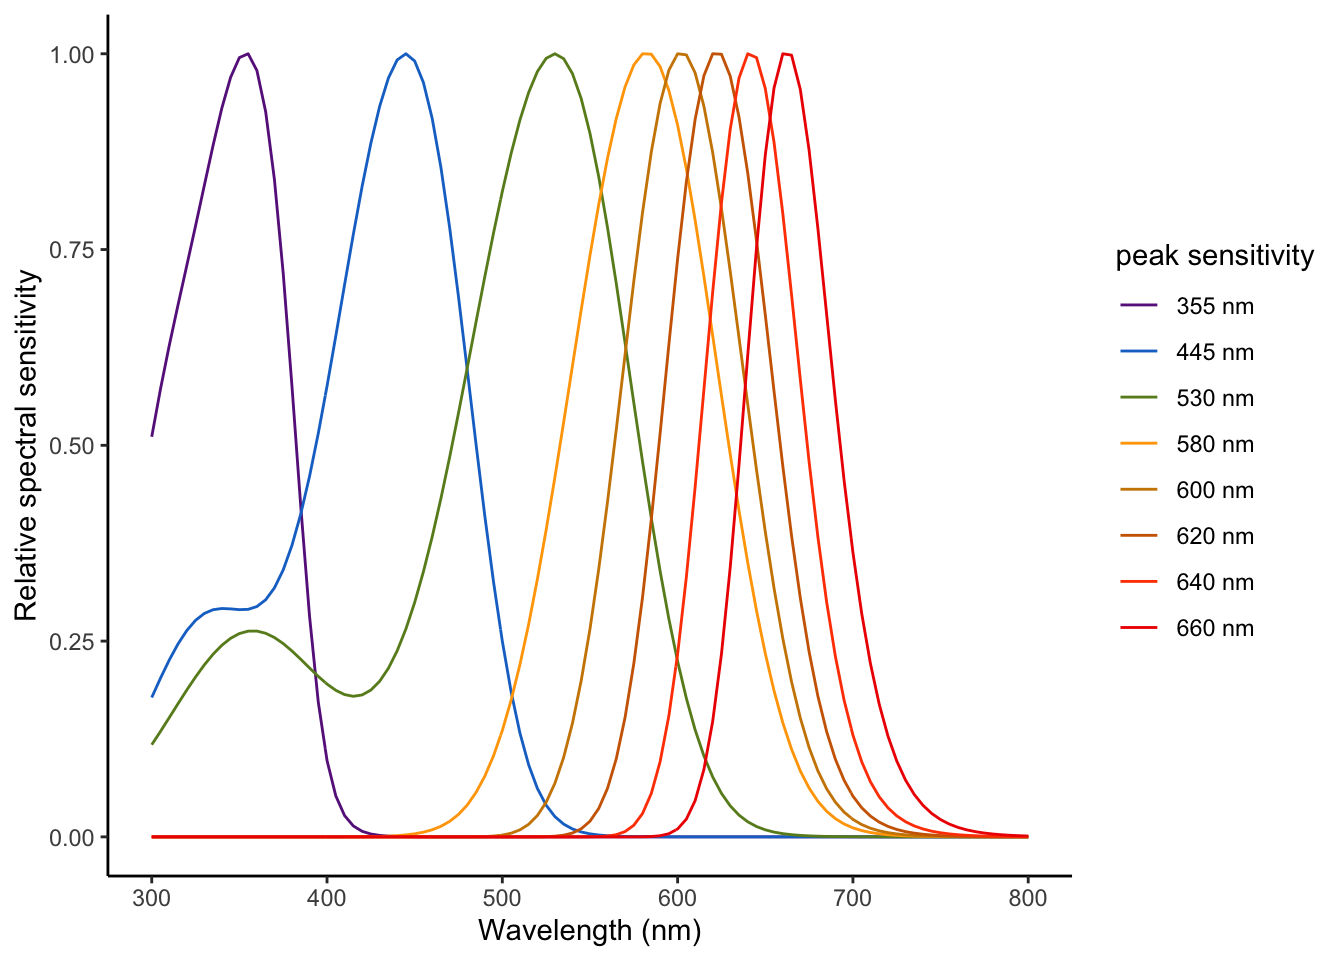 1.00
0.75
0.50
0.25
0.00
Relative spectral sensitivity
300 400 500 600 700 800
Wavelength (nm)
peak sensitivity
355 nm
445 nm
530 nm
580 nm
600 nm
620 nm
640 nm
660 nm